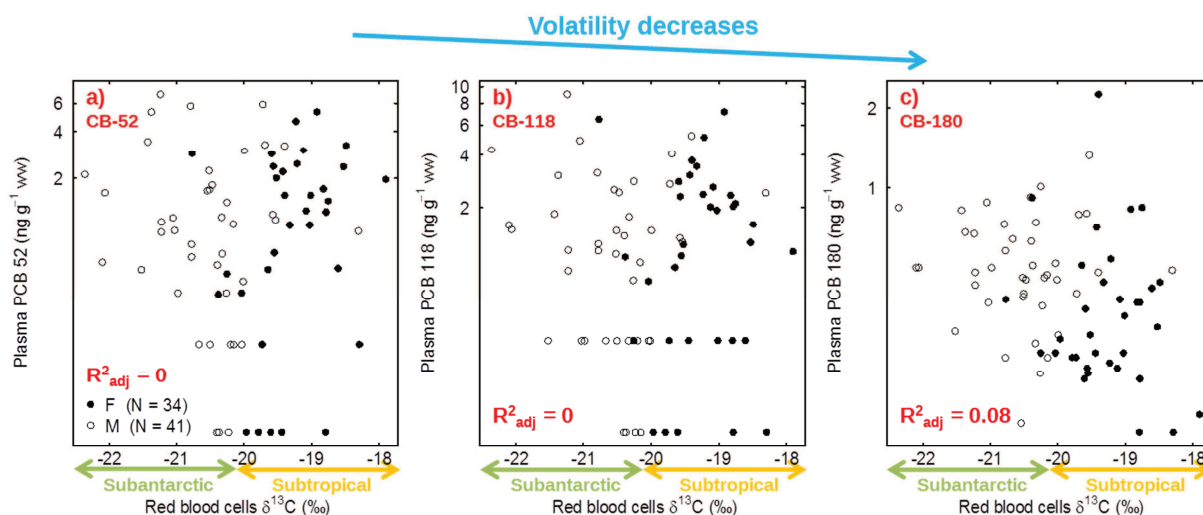 Volatility decreases
a)
CB-52
Plasma PCB 52 (ng g⁻¹ ww)
6
4
2
R²adj – 0
F (N = 34)
M (N = 41)
-22 -21 -20 -19 -18
Subantarctic Subtropical
Red blood cells δ¹³C (‰)
b)
CB-118
Plasma PCB 118 (ng g⁻¹ ww)
10
8
6
4
2
R²adj = 0
-22 -21 -20 -19 -18
Subantarctic Subtropical
Red blood cells δ¹³C (‰)
c)
CB-180
Plasma PCB 180 (ng g⁻¹ ww)
2
1
R²adj = 0.08
-22 -21 -20 -19 -18
Subantarctic Subtropical
Red blood cells δ¹³C (‰)